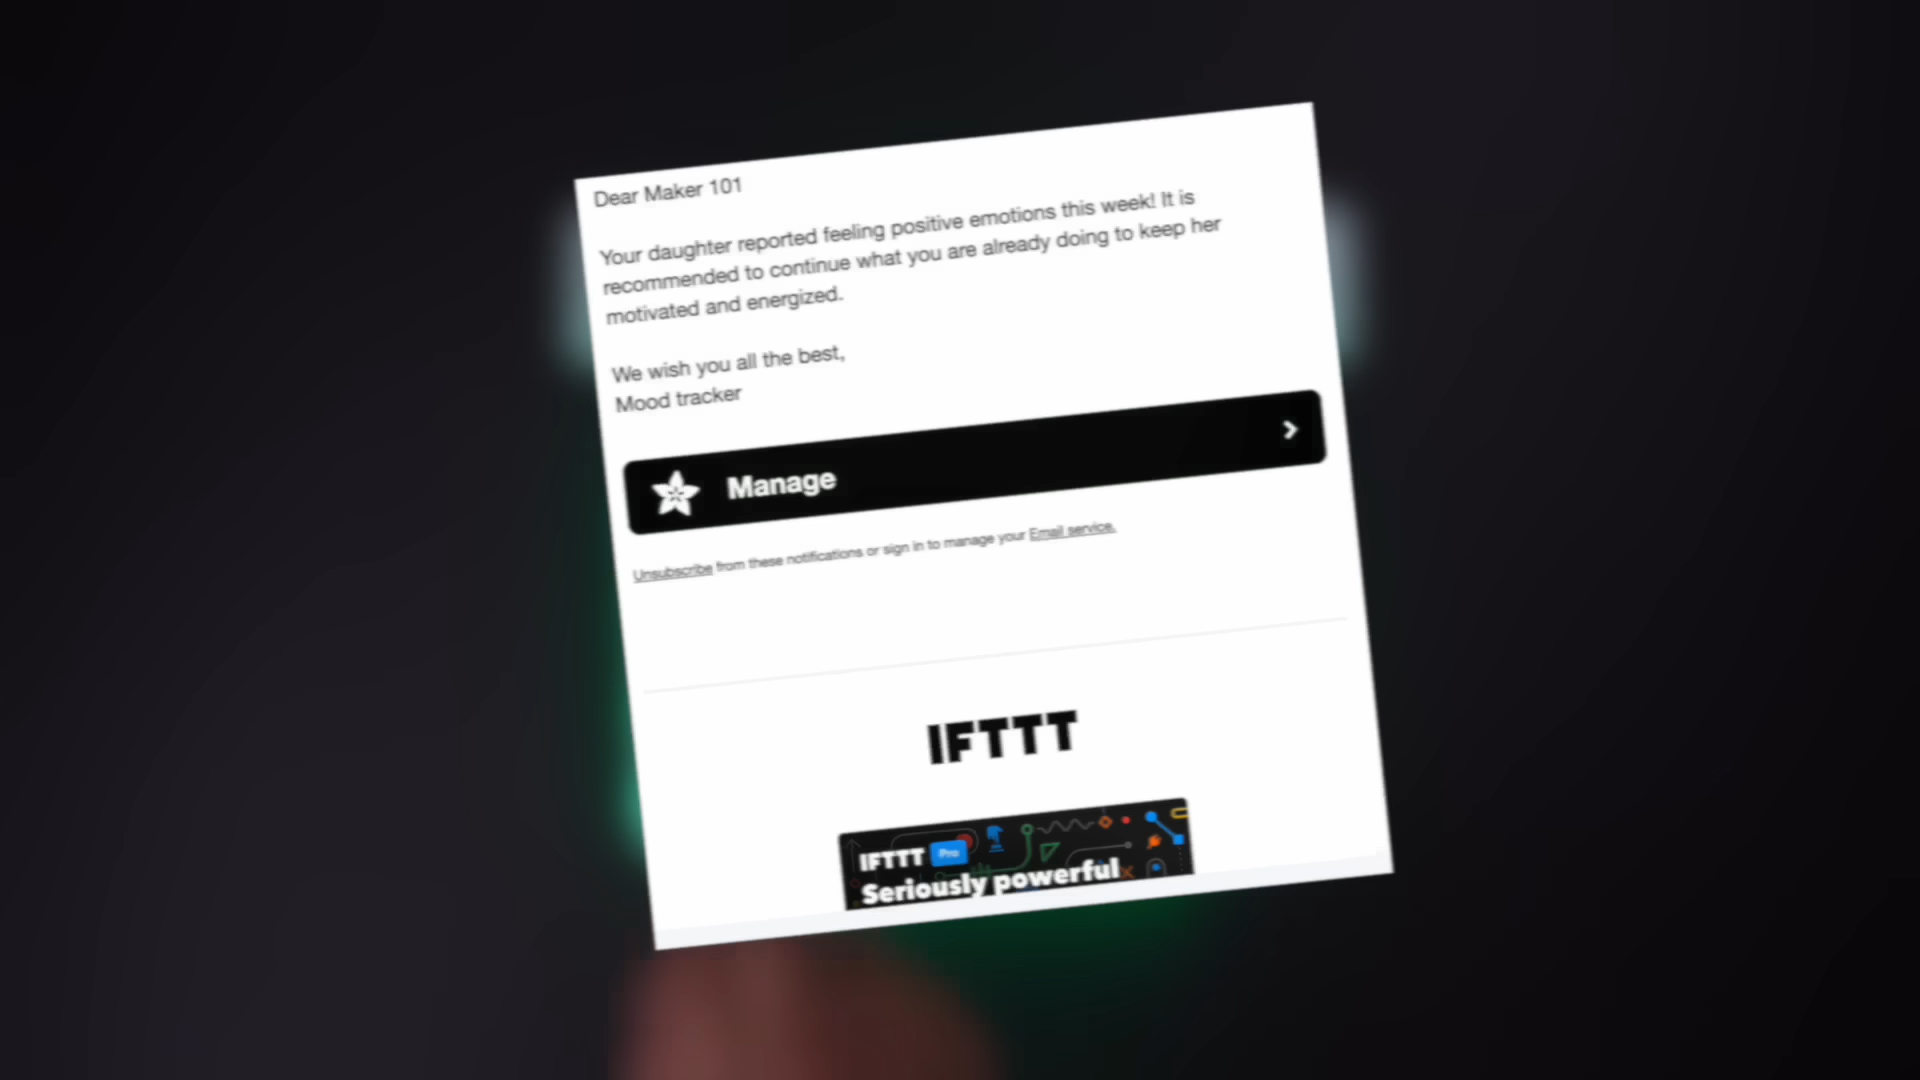 Dear Maker 101
Your daughter reported feeling positive emotions this week! It is
recommended to continue what you are already doing to keep her
motivated and energized.
We wish you all the best,
Mood tracker
Manage
Unsubscribe from these notifications or sign in to manage your Email service.
IFTTT
IFTTT Pro
Seriously powerful